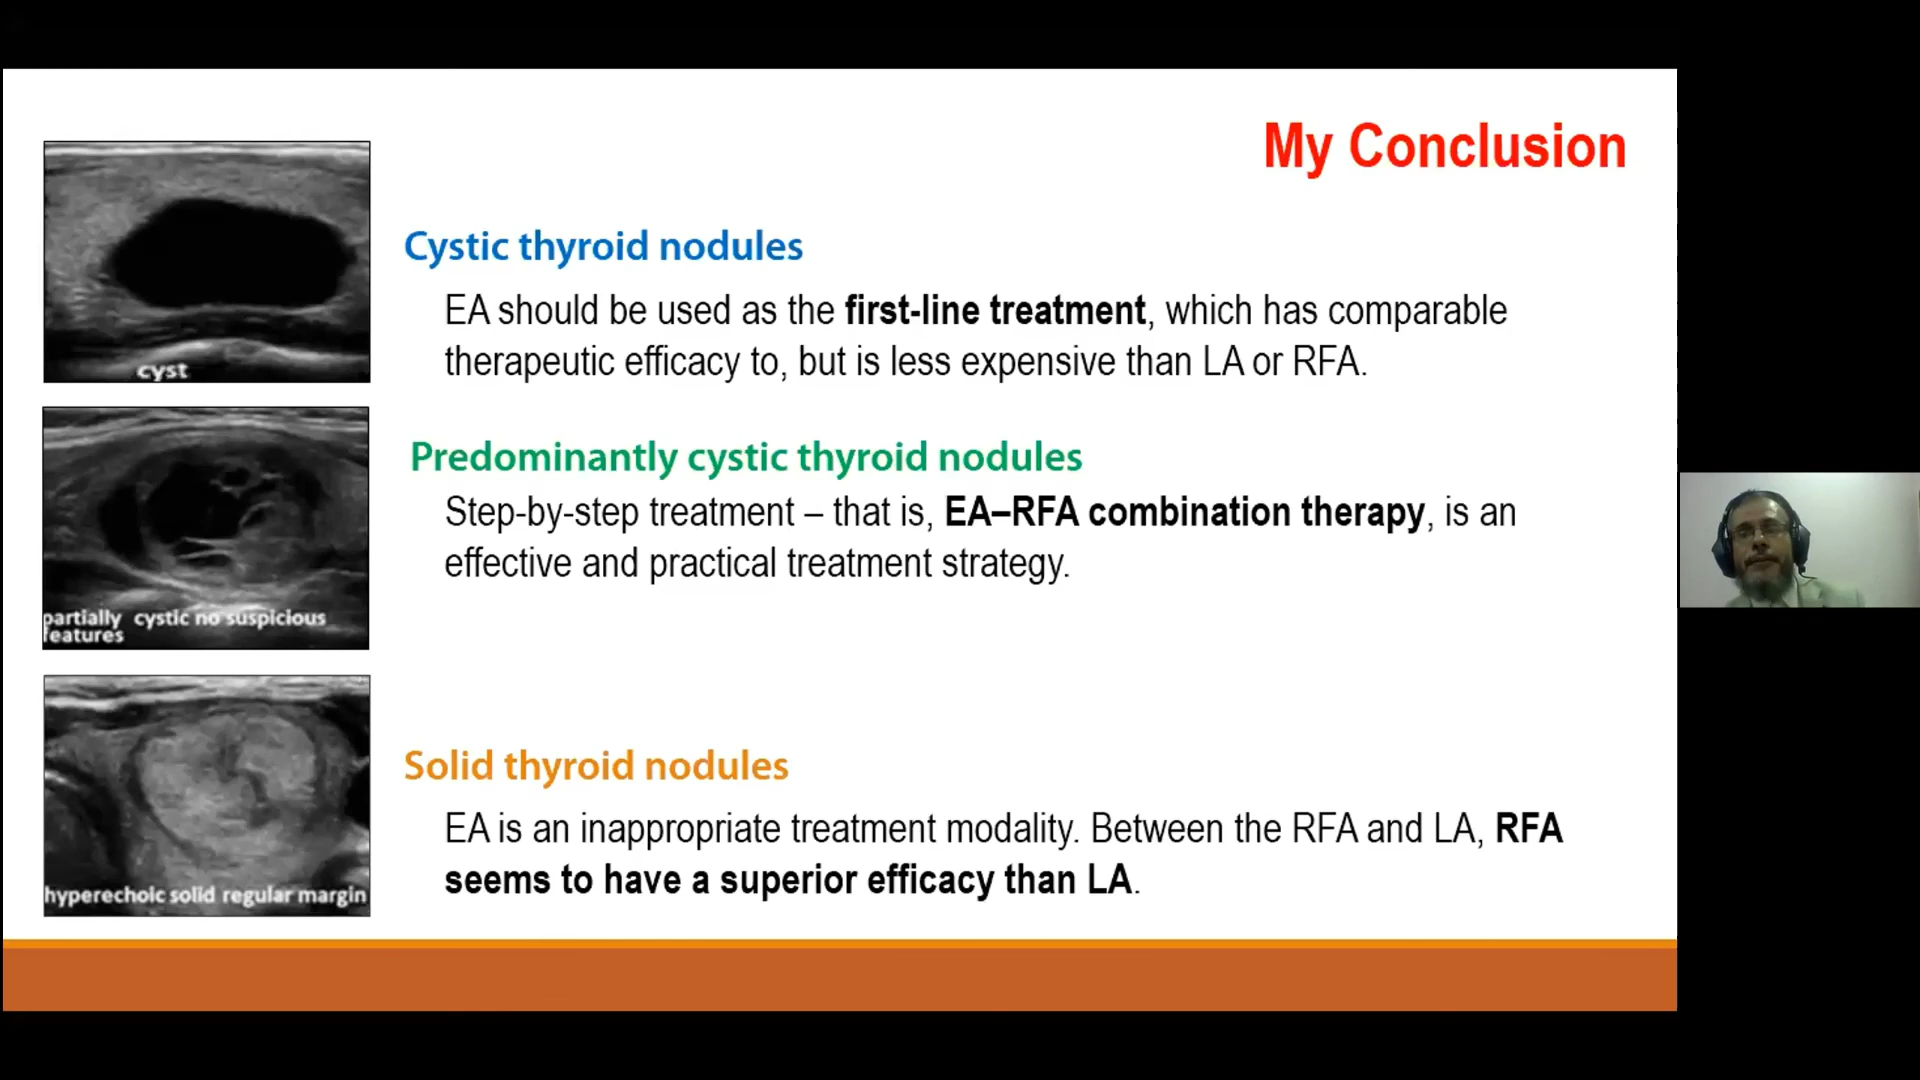 My Conclusion
cyst
Cystic thyroid nodules
EA should be used as the first-line treatment, which has comparable
therapeutic efficacy to, but is less expensive than LA or RFA.
partially cystic no suspicious
features
Predominantly cystic thyroid nodules
Step-by-step treatment – that is, EA–RFA combination therapy, is an
effective and practical treatment strategy.
hyperechoic solid regular margin
Solid thyroid nodules
EA is an inappropriate treatment modality. Between the RFA and LA, RFA
seems to have a superior efficacy than LA.